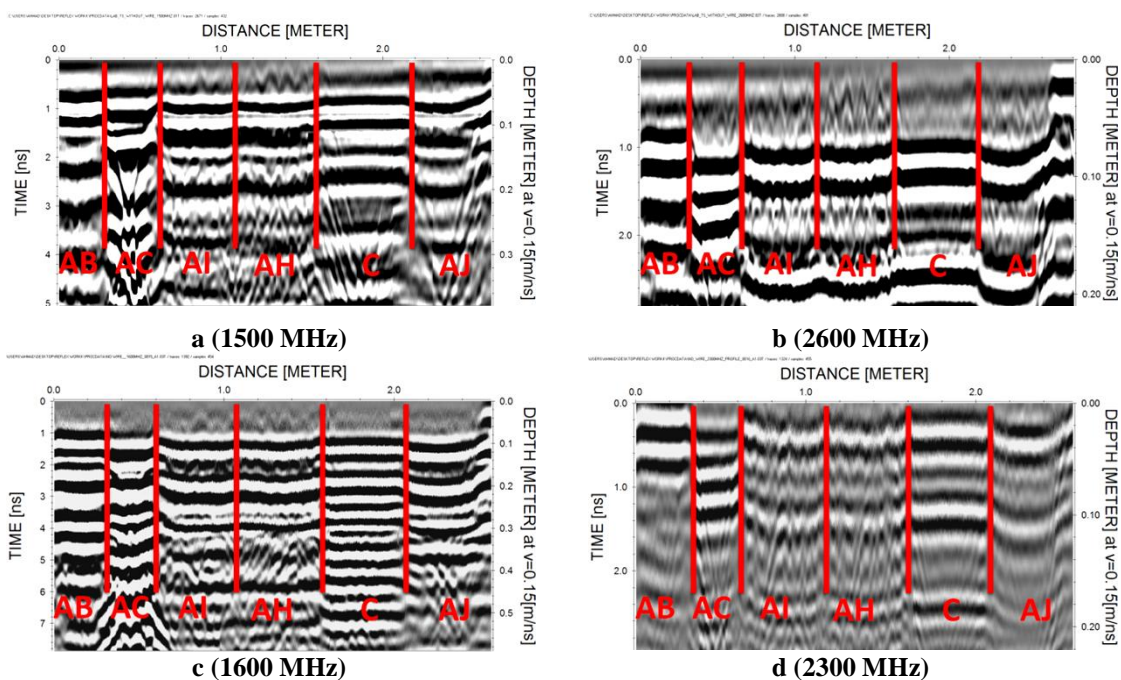 DISTANCE [METER]
0.0 1.0 2.0
TIME [ns]
0 1 2 3 4 5
DEPTH [METER] at v=0.15[m/ns]
0.0 0.1 0.2 0.3
AB AC AI AH C AJ
a (1500 MHz)
DISTANCE [METER]
0.0 1.0 2.0
TIME [ns]
0.0 1.0 2.0
DEPTH [METER] at v=0.15[m/ns]
0.00 0.10 0.20
AB AC AI AH C AJ
b (2600 MHz)
DISTANCE [METER]
0.0 1.0 2.0
TIME [ns]
0 1 2 3 4 5 6 7
DEPTH [METER] at v=0.15[m/ns]
0.0 0.1 0.2 0.3 0.4 0.5
AB AC AI AH C AJ
c (1600 MHz)
DISTANCE [METER]
0.0 1.0 2.0
TIME [ns]
0.0 1.0 2.0
DEPTH [METER] at v=0.15[m/ns]
0.00 0.10 0.20
AB AC AI AH C AJ
d (2300 MHz)